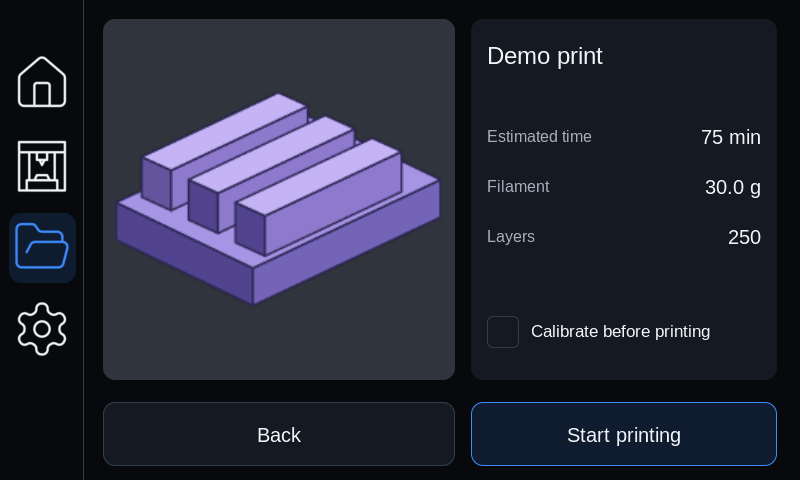 Demo print
Estimated time 75 min
Filament 30.0 g
Layers 250
Calibrate before printing
Back
Start printing